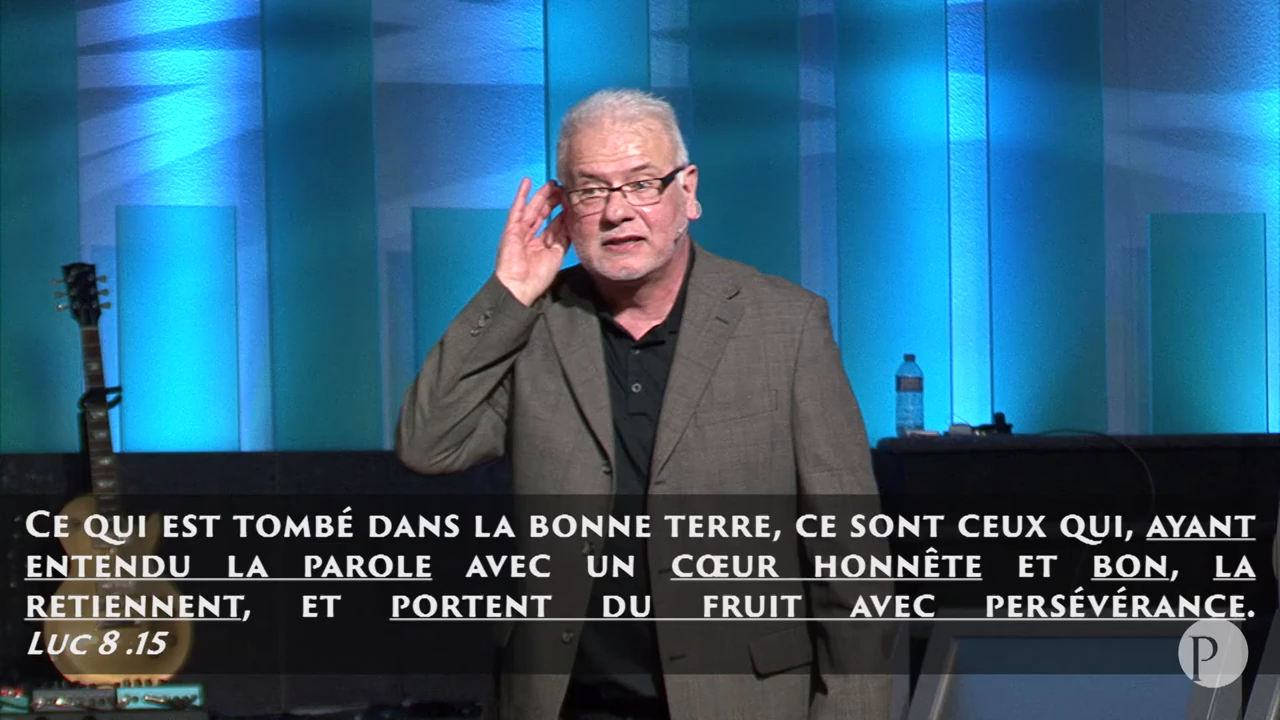 CE QUI EST TOMBÉ DANS LA BONNE TERRE, CE SONT CEUX QUI, AYANT
ENTENDU LA PAROLE AVEC UN CŒUR HONNÊTE ET BON, LA
RETIENNENT, ET PORTENT DU FRUIT AVEC PERSÉVÉRANCE.
LUC 8 .15
P